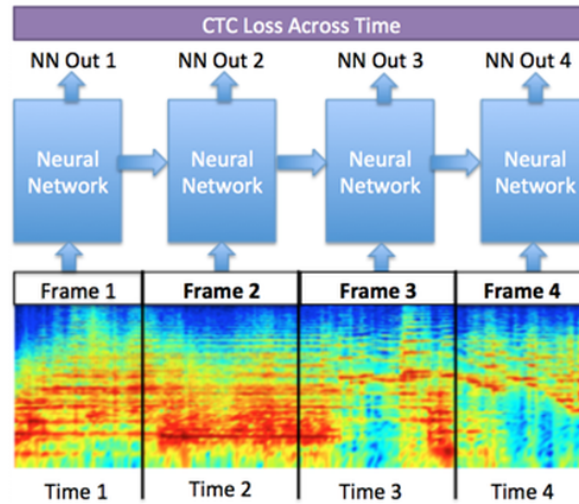 CTC Loss Across Time
NN Out 1 NN Out 2 NN Out 3 NN Out 4
Neural Network Neural Network Neural Network Neural Network
Frame 1 Frame 2 Frame 3 Frame 4
Time 1 Time 2 Time 3 Time 4